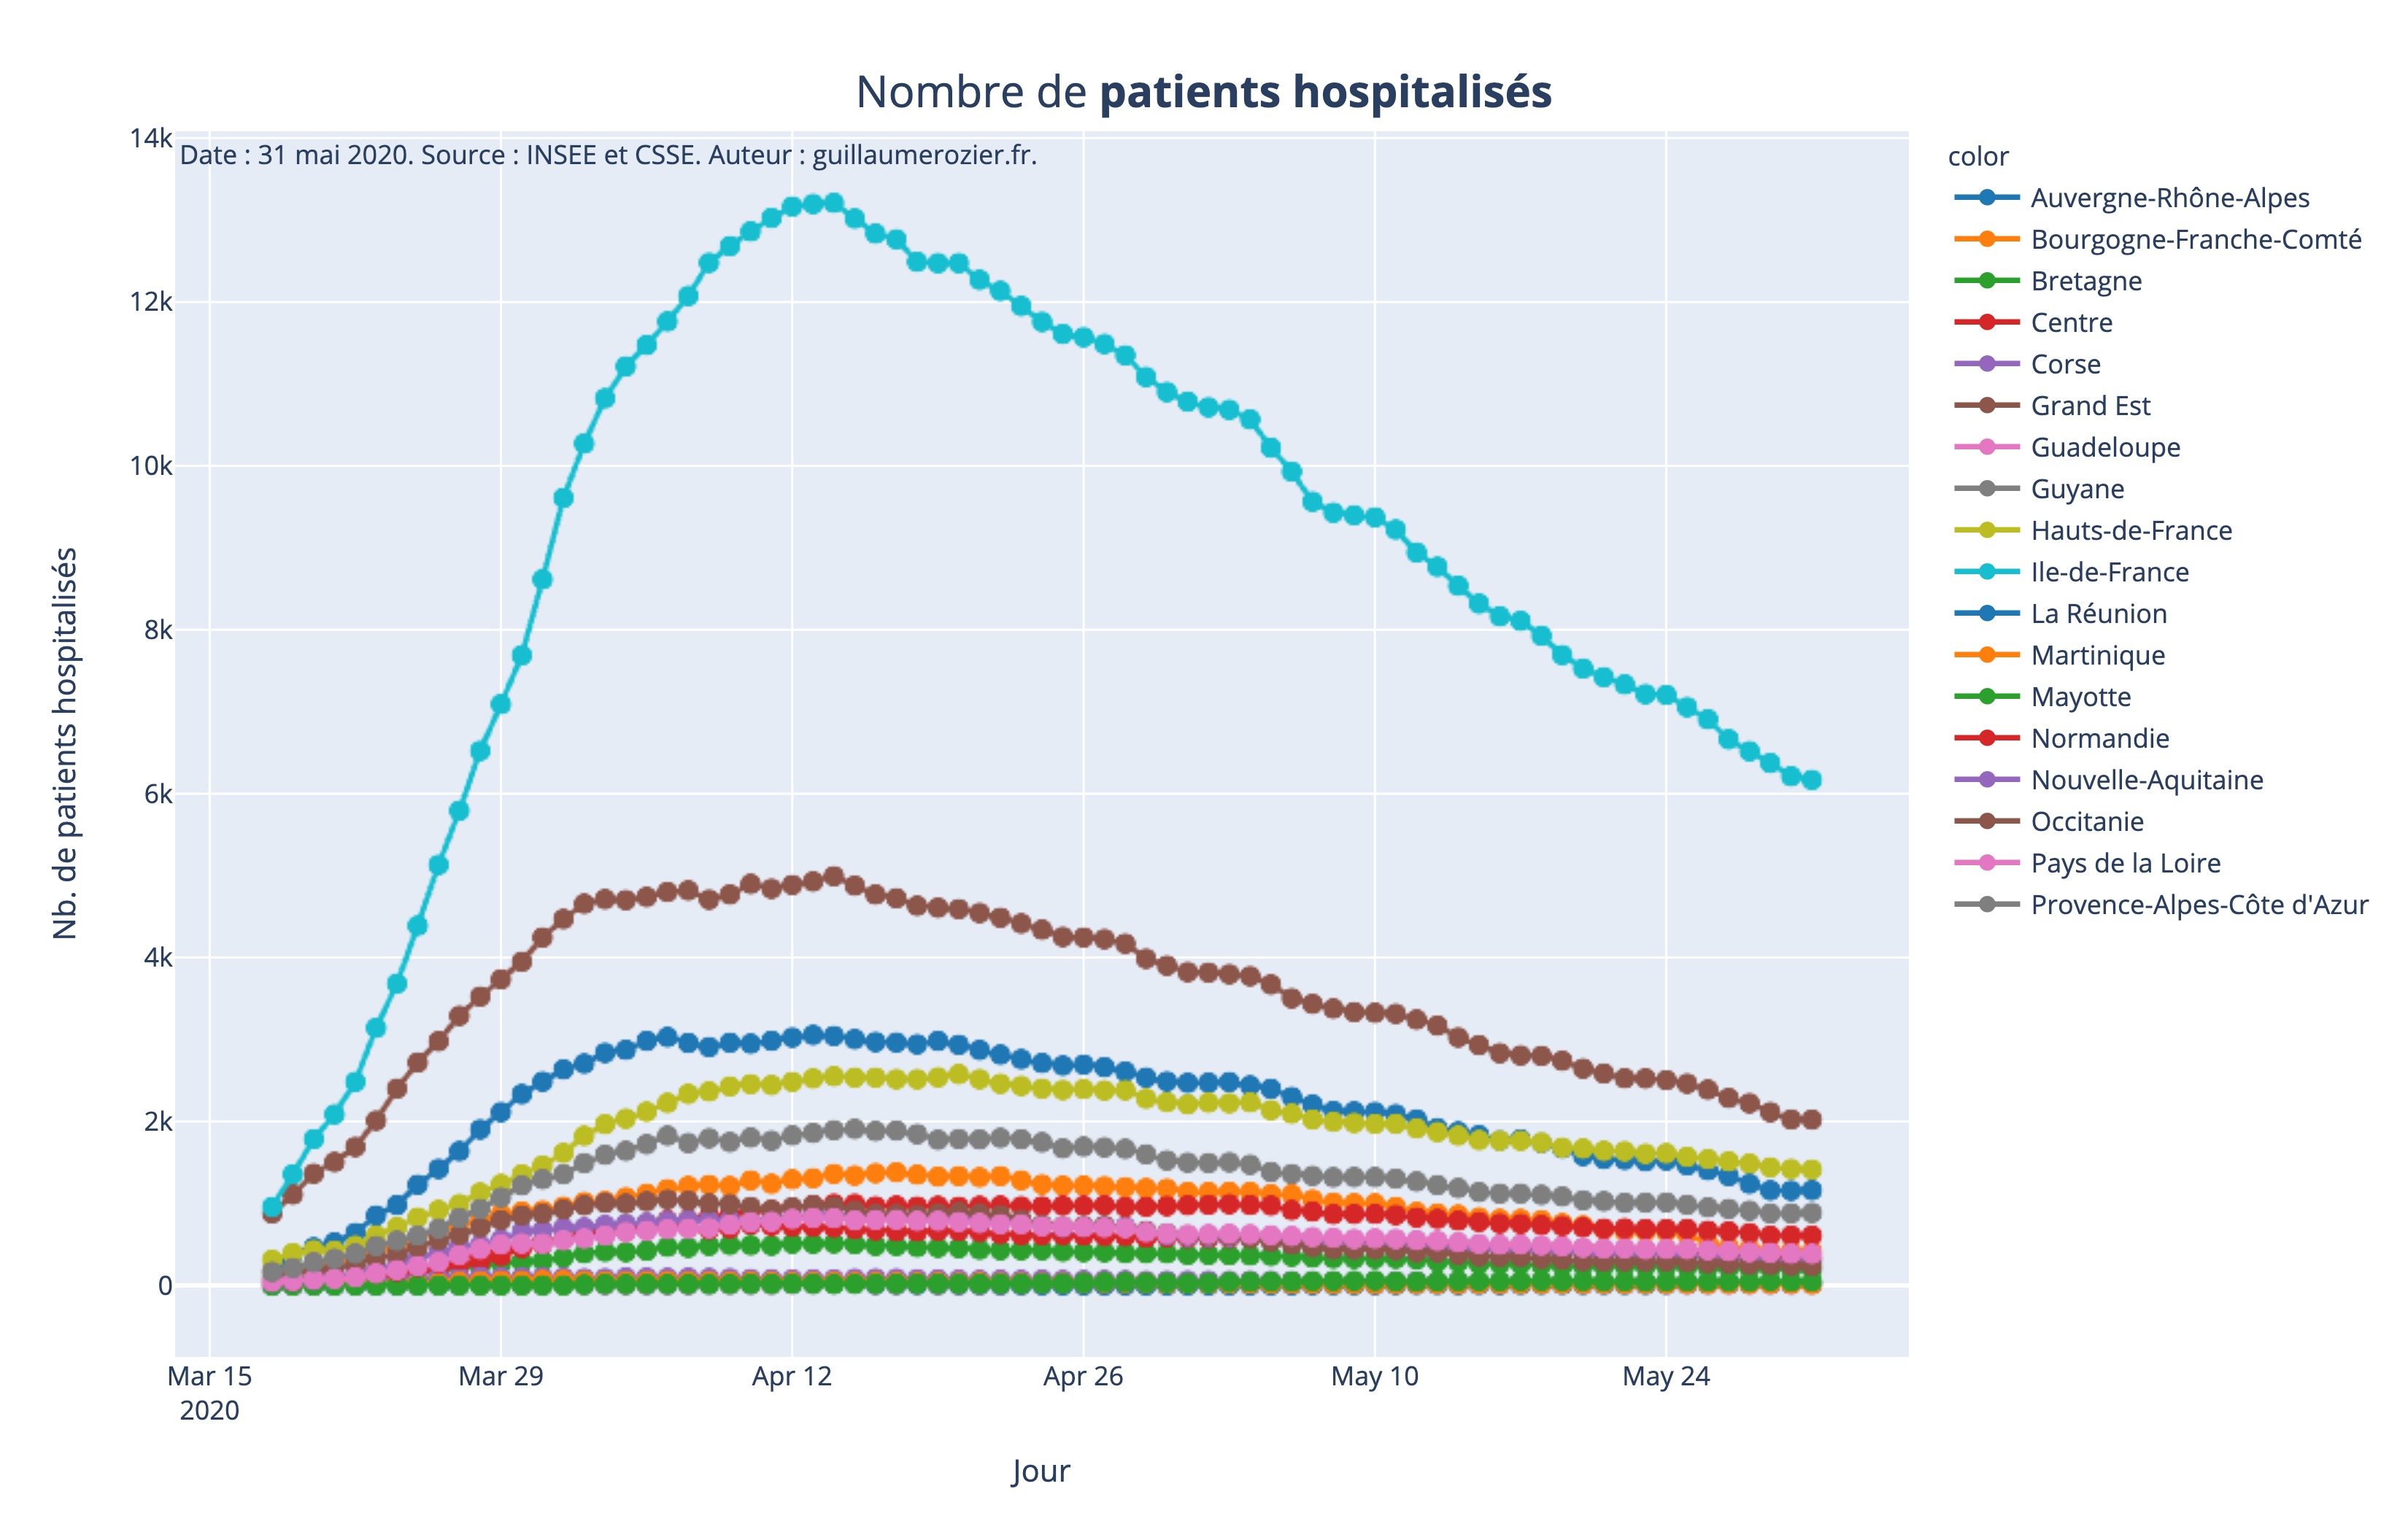 Nombre de patients hospitalisés
Date : 31 mai 2020. Source : INSEE et CSSE. Auteur : guillaumerozier.fr.
14k
12k
10k
8k
6k
4k
2k
0
Nb. de patients hospitalisés
Mar 15
2020
Mar 29
Apr 12
Apr 26
May 10
May 24
Jour
color
Auvergne-Rhône-Alpes
Bourgogne-Franche-Comté
Bretagne
Centre
Corse
Grand Est
Guadeloupe
Guyane
Hauts-de-France
Ile-de-France
La Réunion
Martinique
Mayotte
Normandie
Nouvelle-Aquitaine
Occitanie
Pays de la Loire
Provence-Alpes-Côte d'Azur